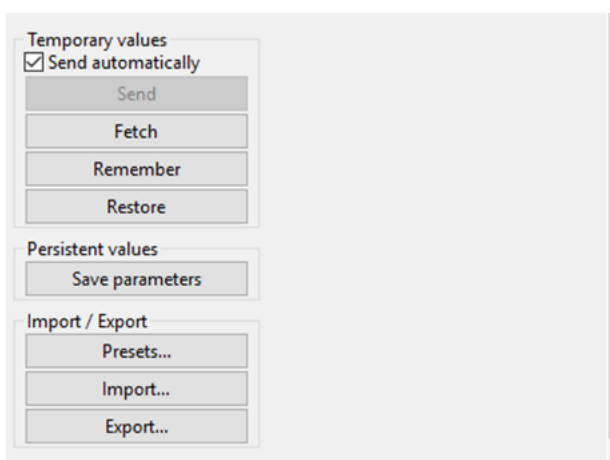 Temporary values
Send automatically
Send
Fetch
Remember
Restore
Persistent values
Save parameters
Import / Export
Presets...
Import...
Export...